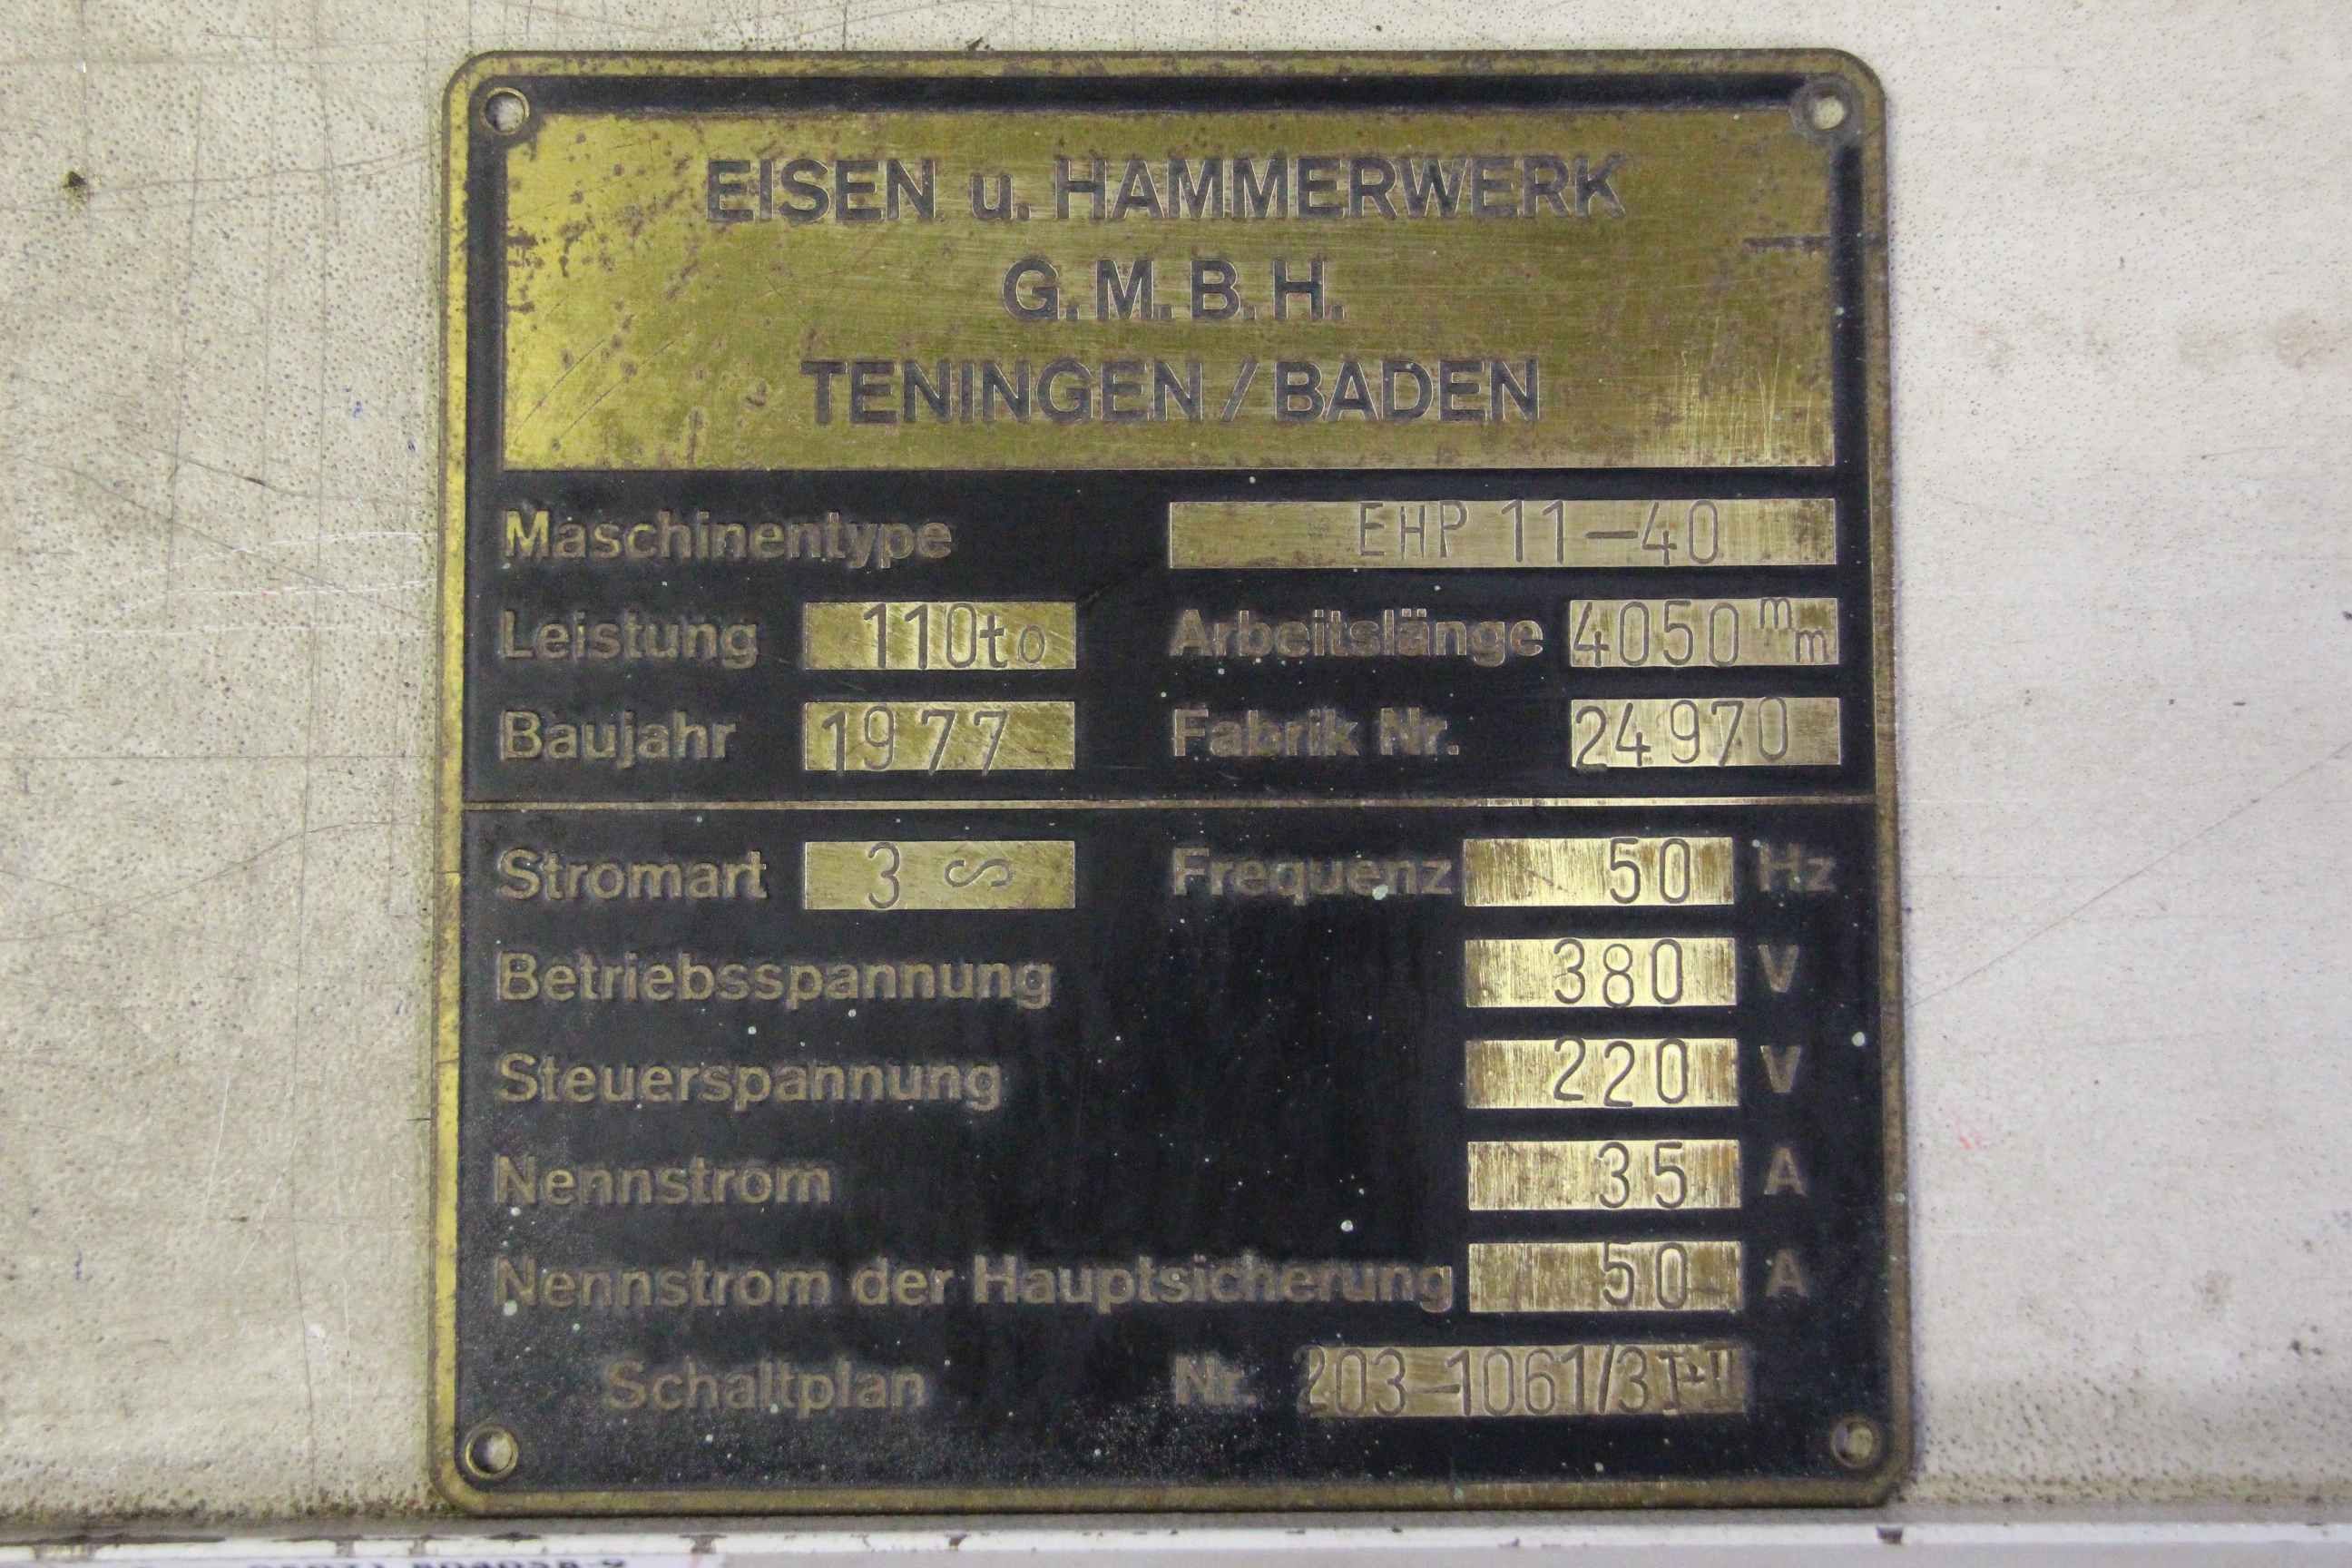 EISEN u. HAMMERWERK
G.M.B.H.
TENINGEN / BADEN
Maschinentype EHP 11-40
Leistung 110to Arbeitslänge 4050 mm
Baujahr 1977 Fabrik Nr. 24970
Stromart 3 ∽ Frequenz 50 Hz
Betriebsspannung 380 V
Steuerspannung 220 V
Nennstrom 35 A
Nennstrom der Hauptsicherung 50 A
Schaltplan Nr. 203-1061/3 I+II